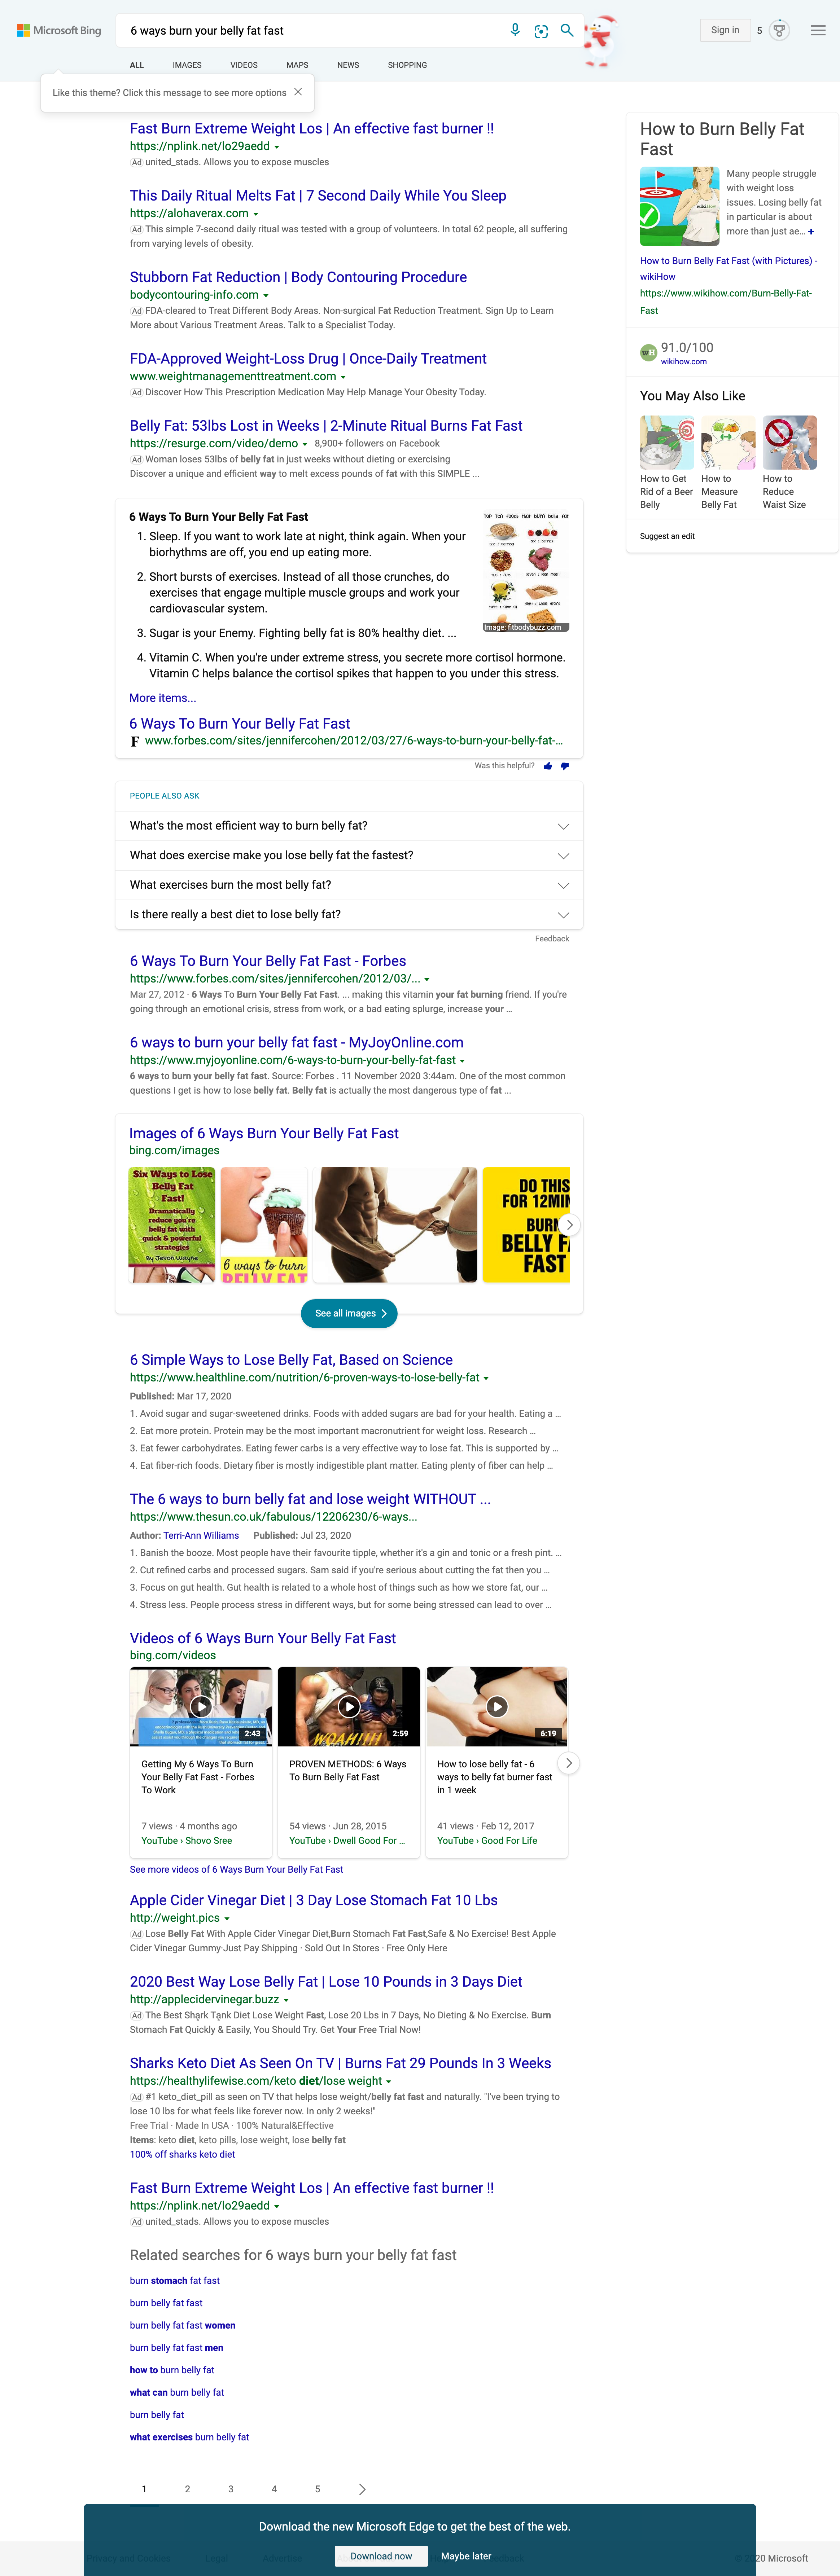 Microsoft Bing
6 ways burn your belly fat fast
Sign in
5
ALL
IMAGES
VIDEOS
MAPS
NEWS
SHOPPING
Like this theme? Click this message to see more options
Fast Burn Extreme Weight Los | An effective fast burner !!
https://nplink.net/lo29aedd
Ad united_stads. Allows you to expose muscles
This Daily Ritual Melts Fat | 7 Second Daily While You Sleep
https://alohaverax.com
Ad This simple 7-second daily ritual was tested with a group of volunteers. In total 62 people, all suffering
from varying levels of obesity.
Stubborn Fat Reduction | Body Contouring Procedure
bodycontouring-info.com
Ad FDA-cleared to Treat Different Body Areas. Non-surgical Fat Reduction Treatment. Sign Up to Learn
More about Various Treatment Areas. Talk to a Specialist Today.
FDA-Approved Weight-Loss Drug | Once-Daily Treatment
www.weightmanagementtreatment.com
Ad Discover How This Prescription Medication May Help Manage Your Obesity Today.
Belly Fat: 53lbs Lost in Weeks | 2-Minute Ritual Burns Fat Fast
https://resurge.com/video/demo 8,900+ followers on Facebook
Ad Woman loses 53lbs of belly fat in just weeks without dieting or exercising
Discover a unique and efficient way to melt excess pounds of fat with this SIMPLE ...
6 Ways To Burn Your Belly Fat Fast
1. Sleep. If you want to work late at night, think again. When your
biorhythms are off, you end up eating more.
2. Short bursts of exercises. Instead of all those crunches, do
exercises that engage multiple muscle groups and work your
cardiovascular system.
3. Sugar is your Enemy. Fighting belly fat is 80% healthy diet. ...
4. Vitamin C. When you're under extreme stress, you secrete more cortisol hormone.
Vitamin C helps balance the cortisol spikes that happen to you under this stress.
TOP TEN FOODS THAT BURN BELLY FAT
Image: fitbodybuzz.com
More items...
6 Ways To Burn Your Belly Fat Fast
F www.forbes.com/sites/jennifercohen/2012/03/27/6-ways-to-burn-your-belly-fat-...
Was this helpful?
PEOPLE ALSO ASK
What's the most efficient way to burn belly fat?
What does exercise make you lose belly fat the fastest?
What exercises burn the most belly fat?
Is there really a best diet to lose belly fat?
Feedback
6 Ways To Burn Your Belly Fat Fast - Forbes
https://www.forbes.com/sites/jennifercohen/2012/03/...
Mar 27, 2012 · 6 Ways To Burn Your Belly Fat Fast. ... making this vitamin your fat burning friend. If you're
going through an emotional crisis, stress from work, or a bad eating splurge, increase your ...
6 ways to burn your belly fat fast - MyJoyOnline.com
https://www.myjoyonline.com/6-ways-to-burn-your-belly-fat-fast
6 ways to burn your belly fat fast. Source: Forbes . 11 November 2020 3:44am. One of the most common
questions I get is how to lose belly fat. Belly fat is actually the most dangerous type of fat ...
Images of 6 Ways Burn Your Belly Fat Fast
bing.com/images
Six Ways to Lose
Belly Fat
Fast!
Dramatically
reduce you're
belly fat with
quick & powerful
strategies
By Jevon Wayne
6 ways to burn
BELLY FAT
DO THIS
FOR 12MIN
BURN
BELLY FA
FAST
See all images
6 Simple Ways to Lose Belly Fat, Based on Science
https://www.healthline.com/nutrition/6-proven-ways-to-lose-belly-fat
Published: Mar 17, 2020
1. Avoid sugar and sugar-sweetened drinks. Foods with added sugars are bad for your health. Eating a ...
2. Eat more protein. Protein may be the most important macronutrient for weight loss. Research ...
3. Eat fewer carbohydrates. Eating fewer carbs is a very effective way to lose fat. This is supported by ...
4. Eat fiber-rich foods. Dietary fiber is mostly indigestible plant matter. Eating plenty of fiber can help ...
The 6 ways to burn belly fat and lose weight WITHOUT ...
https://www.thesun.co.uk/fabulous/12206230/6-ways...
Author: Terri-Ann Williams Published: Jul 23, 2020
1. Banish the booze. Most people have their favourite tipple, whether it's a gin and tonic or a fresh pint. ...
2. Cut refined carbs and processed sugars. Sam said if you're serious about cutting the fat then you ...
3. Focus on gut health. Gut health is related to a whole host of things such as how we store fat, our ...
4. Stress less. People process stress in different ways, but for some being stressed can lead to over ...
Videos of 6 Ways Burn Your Belly Fat Fast
bing.com/videos
2:43
WOAH!!!!
2:59
6:19
Getting My 6 Ways To Burn
Your Belly Fat Fast - Forbes
To Work
7 views · 4 months ago
YouTube › Shovo Sree
PROVEN METHODS: 6 Ways
To Burn Belly Fat Fast
54 views · Jun 28, 2015
YouTube › Dwell Good For ...
How to lose belly fat - 6
ways to belly fat burner fast
in 1 week
41 views · Feb 12, 2017
YouTube › Good For Life
See more videos of 6 Ways Burn Your Belly Fat Fast
Apple Cider Vinegar Diet | 3 Day Lose Stomach Fat 10 Lbs
http://weight.pics
Ad Lose Belly Fat With Apple Cider Vinegar Diet,Burn Stomach Fat Fast,Safe & No Exercise! Best Apple
Cider Vinegar Gummy·Just Pay Shipping · Sold Out In Stores · Free Only Here
2020 Best Way Lose Belly Fat | Lose 10 Pounds in 3 Days Diet
http://applecidervinegar.buzz
Ad The Best Shąrk Tąnk Diet Lose Weight Fast, Lose 20 Lbs in 7 Days, No Dieting & No Exercise. Burn
Stomach Fat Quickly & Easily, You Should Try. Get Your Free Trial Now!
Sharks Keto Diet As Seen On TV | Burns Fat 29 Pounds In 3 Weeks
https://healthylifewise.com/keto diet/lose weight
Ad #1 keto_diet_pill as seen on TV that helps lose weight/belly fat fast and naturally. "I've been trying to
lose 10 lbs for what feels like forever now. In only 2 weeks!"
Free Trial · Made In USA · 100% Natural&Effective
Items: keto diet, keto pills, lose weight, lose belly fat
100% off sharks keto diet
Fast Burn Extreme Weight Los | An effective fast burner !!
https://nplink.net/lo29aedd
Ad united_stads. Allows you to expose muscles
Related searches for 6 ways burn your belly fat fast
burn stomach fat fast
burn belly fat fast
burn belly fat fast women
burn belly fat fast men
how to burn belly fat
what can burn belly fat
burn belly fat
what exercises burn belly fat
1 2 3 4 5
How to Burn Belly Fat
Fast
wikiHow
Many people struggle
with weight loss
issues. Losing belly fat
in particular is about
more than just ae... +
How to Burn Belly Fat Fast (with Pictures) -
wikiHow
https://www.wikihow.com/Burn-Belly-Fat-
Fast
wH 91.0/100
wikihow.com
You May Also Like
How to Get
Rid of a Beer
Belly
How to
Measure
Belly Fat
How to
Reduce
Waist Size
Suggest an edit
Download the new Microsoft Edge to get the best of the web.
Download now
Maybe later
20 Microsoft